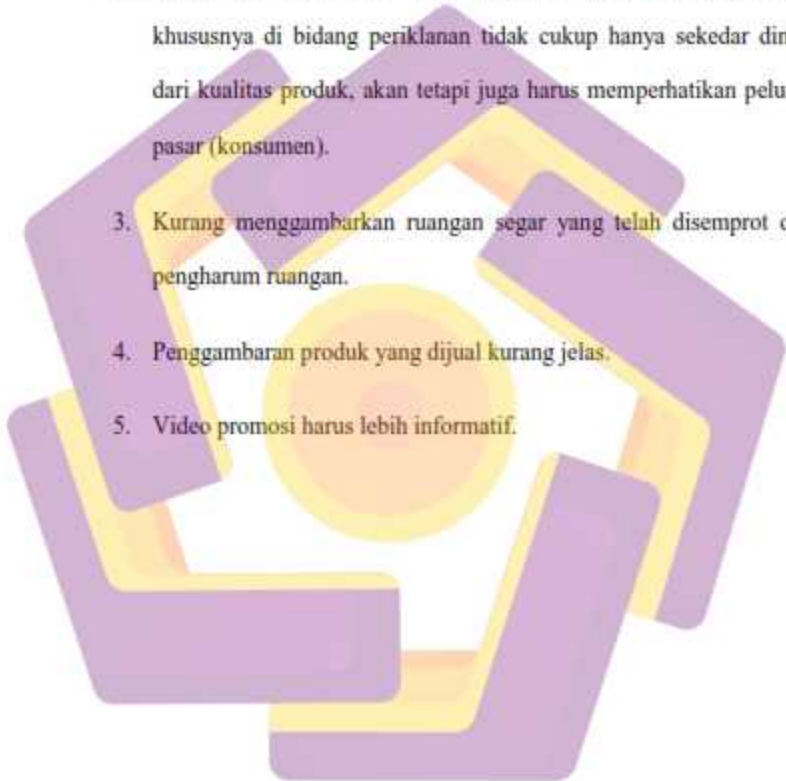 khususnya di bidang periklanan tidak cukup hanya sekedar
dari kualitas produk, akan tetapi juga harus memperhatikan
pasar (konsumen).
3. Kurang menggambarkan ruangan segar yang telah disemprot
pengharum ruangan.
4. Penggambaran produk yang dijual kurang jelas.
5. Video promosi harus lebih informatif.